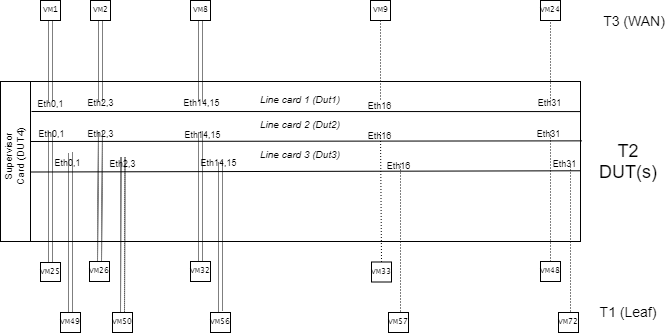 VM1 VM2 VM8 VM9 VM24 T3 (WAN)
Eth0,1 Eth2,3 Eth14,15 Line card 1 (Dut1) Eth16 Eth31
Line card 2 (Dut2)
Eth0,1 Eth2,3 Eth14,15 Eth16 Eth31
Line card 3 (Dut3)
Eth0,1 Eth2,3 Eth14,15 Eth16 Eth31
Supervisor
Card (DUT4)
T2
DUT(s)
VM25 VM26 VM32 VM33 VM48
VM49 VM50 VM56 VM57 VM72 T1 (Leaf)